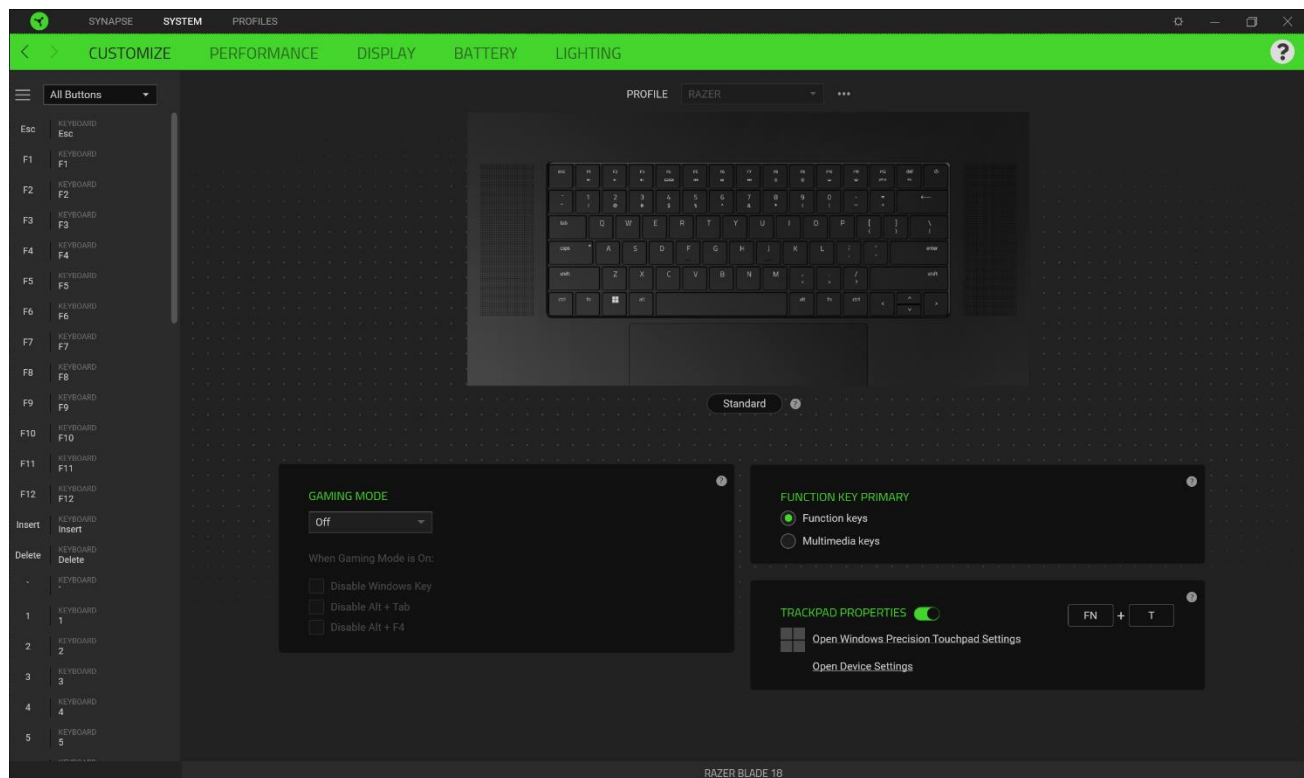 SYNAPSE SYSTEM PROFILES
CUSTOMIZE PERFORMANCE DISPLAY BATTERY LIGHTING ?
All Buttons
PROFILE RAZER
Esc KEYBOARD
Esc
F1 KEYBOARD
F1
F2 KEYBOARD
F2
F3 KEYBOARD
F3
F4 KEYBOARD
F4
F5 KEYBOARD
F5
F6 KEYBOARD
F6
F7 KEYBOARD
F7
F8 KEYBOARD
F8
F9 KEYBOARD
F9
F10 KEYBOARD
F10
F11 KEYBOARD
F11
F12 KEYBOARD
F12
Insert KEYBOARD
Insert
Delete KEYBOARD
Delete
` KEYBOARD
`
1 KEYBOARD
1
2 KEYBOARD
2
3 KEYBOARD
3
4 KEYBOARD
4
5 KEYBOARD
5
tab Q W E R T Y U I O P
caps A S D F G H J K L enter
shift Z X C V B N M shift
Standard ?
GAMING MODE ?
Off
When Gaming Mode is On:
Disable Windows Key
Disable Alt + Tab
Disable Alt + F4
FUNCTION KEY PRIMARY ?
Function keys
Multimedia keys
TRACKPAD PROPERTIES FN + T ?
Open Windows Precision Touchpad Settings
Open Device Settings
RAZER BLADE 18